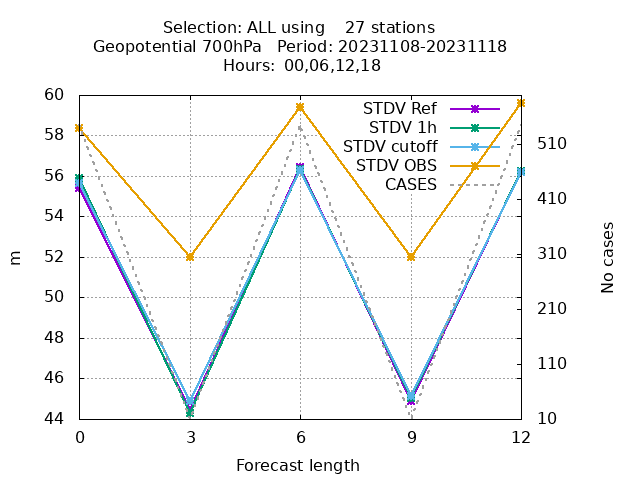 Selection: ALL using    27 stations
Geopotential 700hPa   Period: 20231108-20231118
Hours: 00,06,12,18
STDV Ref
STDV 1h
STDV cutoff
STDV OBS
CASES
60
58
56
54
52
50
48
46
44
m
510
410
310
210
110
10
No cases
0 3 6 9 12
Forecast length